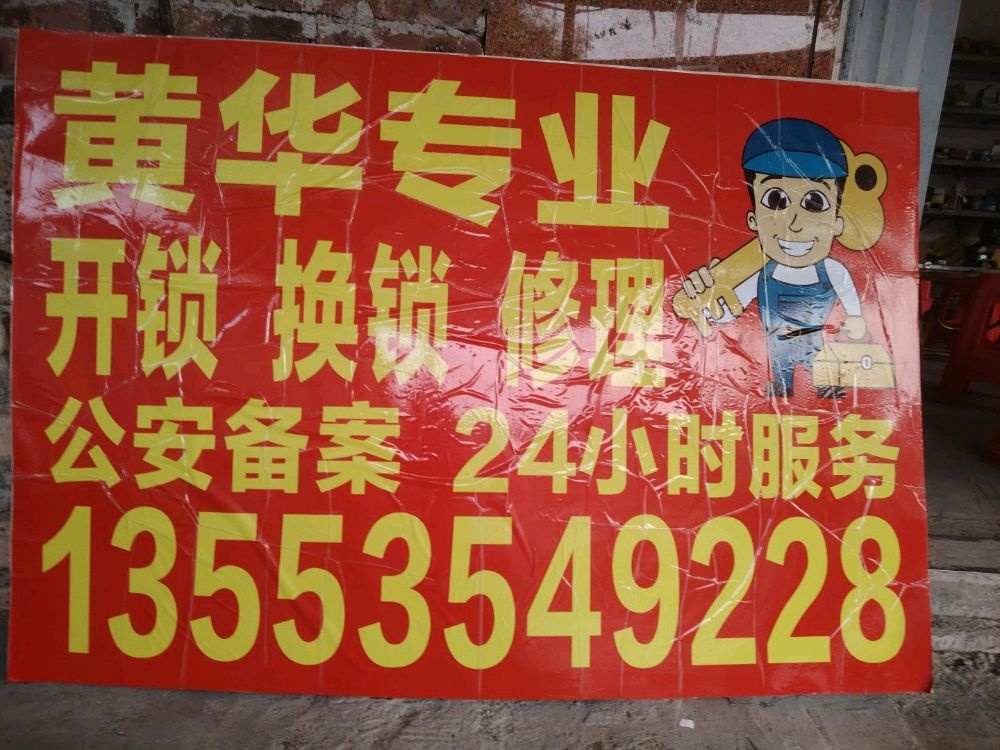 黄华专业
开锁 换锁 修理
公安备案 24小时服务
13553549228